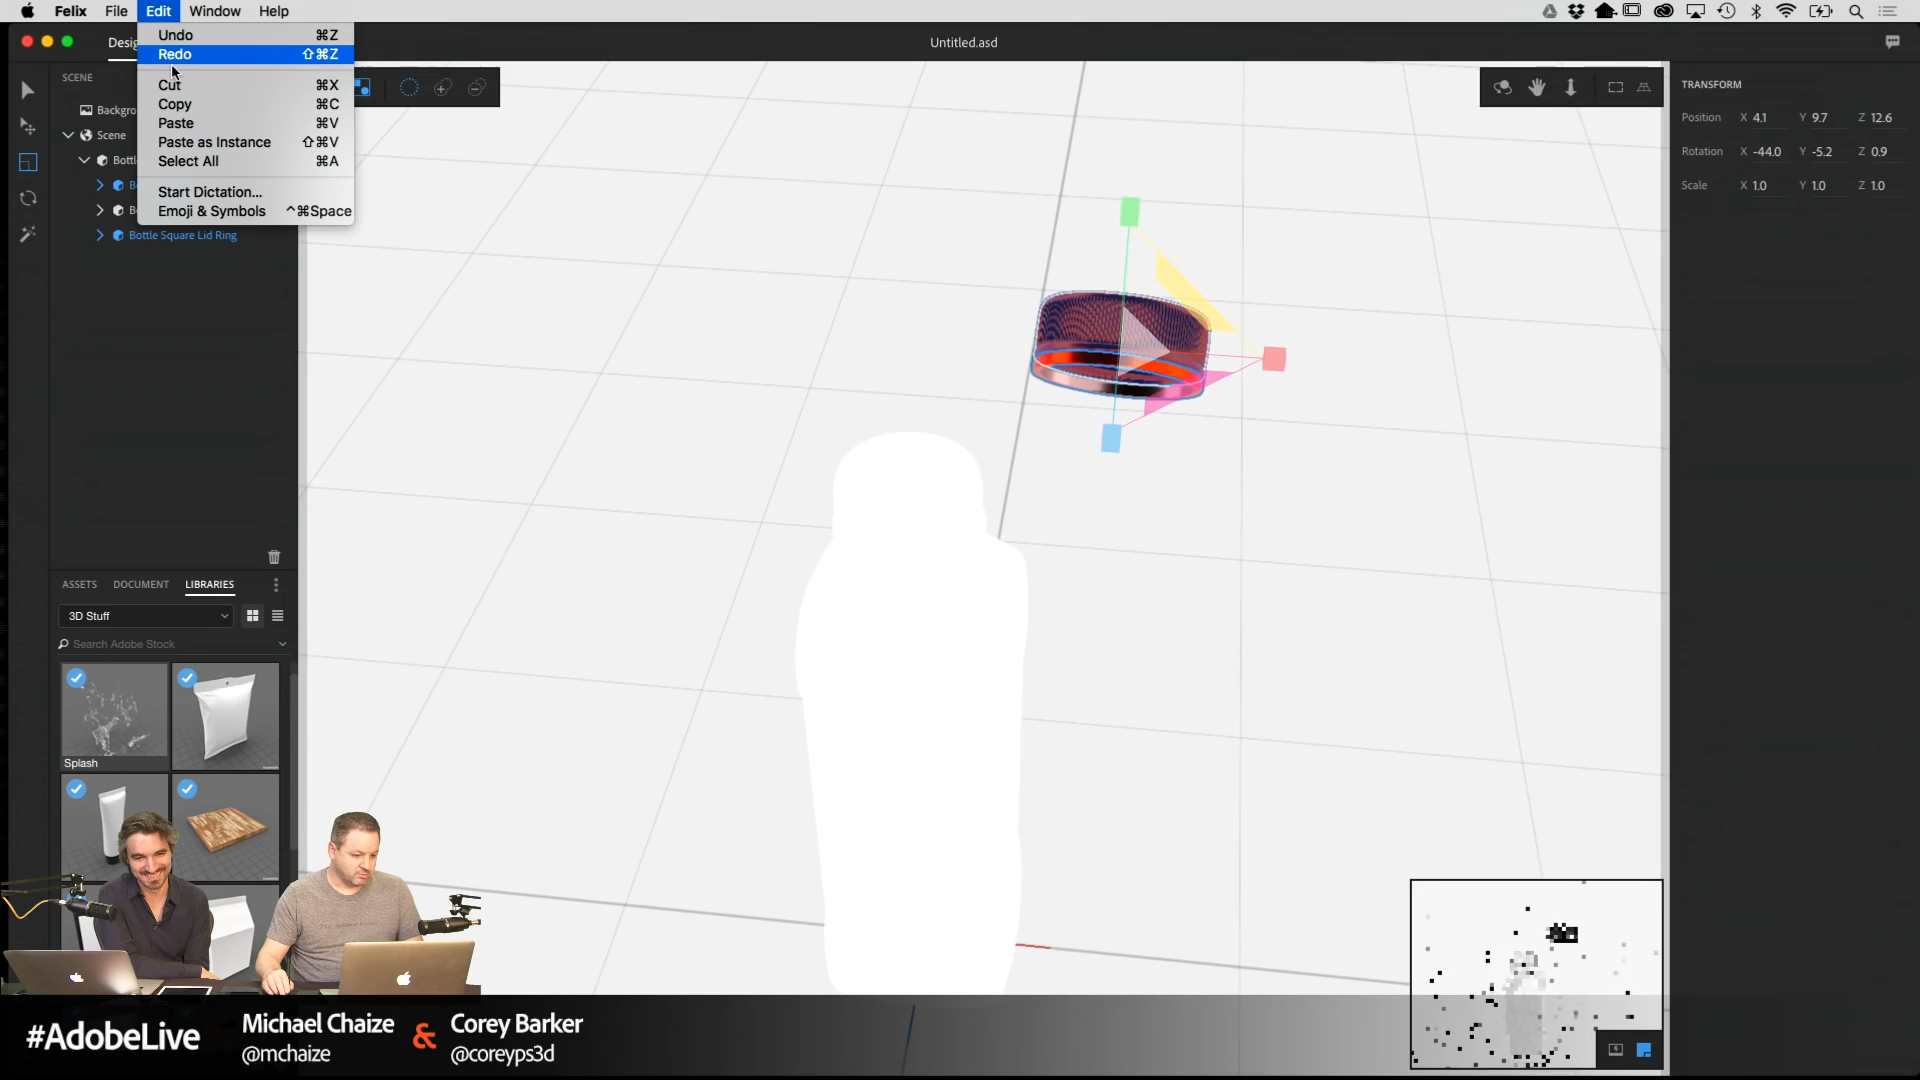 Felix File Edit Window Help
Desig
Untitled.asd
Undo ⌘Z
Redo ⇧⌘Z
Cut ⌘X
Copy ⌘C
Paste ⌘V
Paste as Instance ⇧⌘V
Select All ⌘A
Start Dictation...
Emoji & Symbols ^⌘Space
SCENE
Backgro
Scene
Bottl
Bo
Bo
Bottle Square Lid Ring
ASSETS DOCUMENT LIBRARIES
3D Stuff
Search Adobe Stock
Splash
TRANSFORM
Position X 4.1 Y 9.7 Z 12.6
Rotation X -44.0 Y -5.2 Z 0.9
Scale X 1.0 Y 1.0 Z 1.0
#AdobeLive
Michael Chaize & Corey Barker
@mchaize @coreyps3d